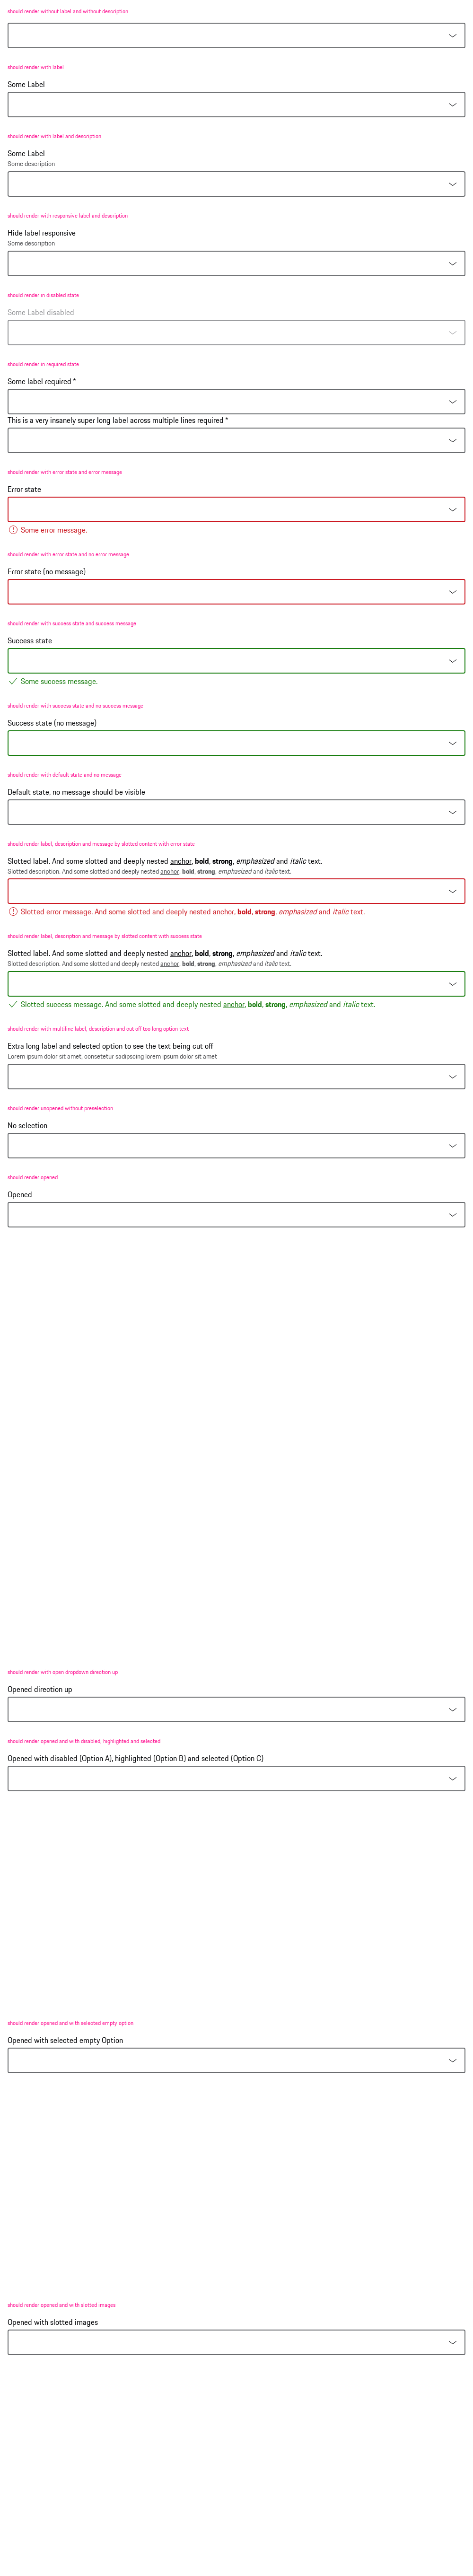 should render without label and without description
should render with label
Some Label
should render with label and description
Some Label
Some description
should render with responsive label and description
Hide label responsive
Some description
should render in disabled state
Some Label disabled
should render in required state
Some label required *
This is a very insanely super long label across multiple lines required *
should render with error state and error message
Error state
Some error message.
should render with error state and no error message
Error state (no message)
should render with success state and success message
Success state
Some success message.
should render with success state and no success message
Success state (no message)
should render with default state and no message
Default state, no message should be visible
should render label, description and message by slotted content with error state
Slotted label. And some slotted and deeply nested anchor, bold, strong, emphasized and italic text.
Slotted description. And some slotted and deeply nested anchor, bold, strong, emphasized and italic text.
Slotted error message. And some slotted and deeply nested anchor, bold, strong, emphasized and italic text.
should render label, description and message by slotted content with success state
Slotted label. And some slotted and deeply nested anchor, bold, strong, emphasized and italic text.
Slotted description. And some slotted and deeply nested anchor, bold, strong, emphasized and italic text.
Slotted success message. And some slotted and deeply nested anchor, bold, strong, emphasized and italic text.
should render with multiline label, description and cut off too long option text
Extra long label and selected option to see the text being cut off
Lorem ipsum dolor sit amet, consetetur sadipscing lorem ipsum dolor sit amet
should render unopened without preselection
No selection
should render opened
Opened
should render with open dropdown direction up
Opened direction up
should render opened and with disabled, highlighted and selected
Opened with disabled (Option A), highlighted (Option B) and selected (Option C)
should render opened and with selected empty option
Opened with selected empty Option
should render opened and with slotted images
Opened with slotted images